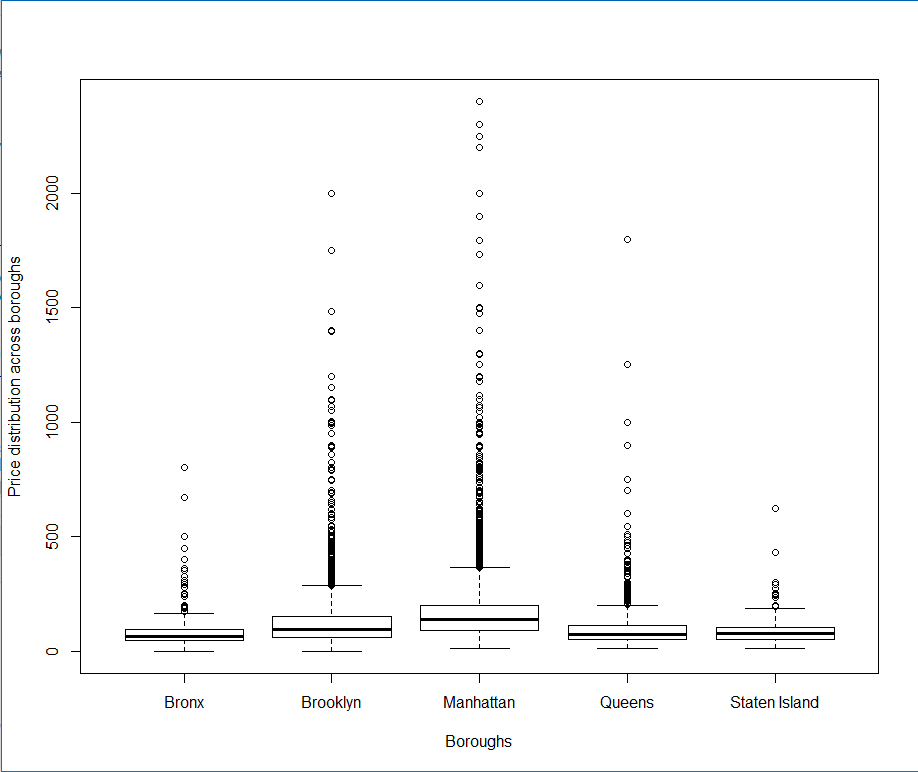 Price distribution across boroughs
2000
1500
1000
500
0
Bronx Brooklyn Manhattan Queens Staten Island
Boroughs